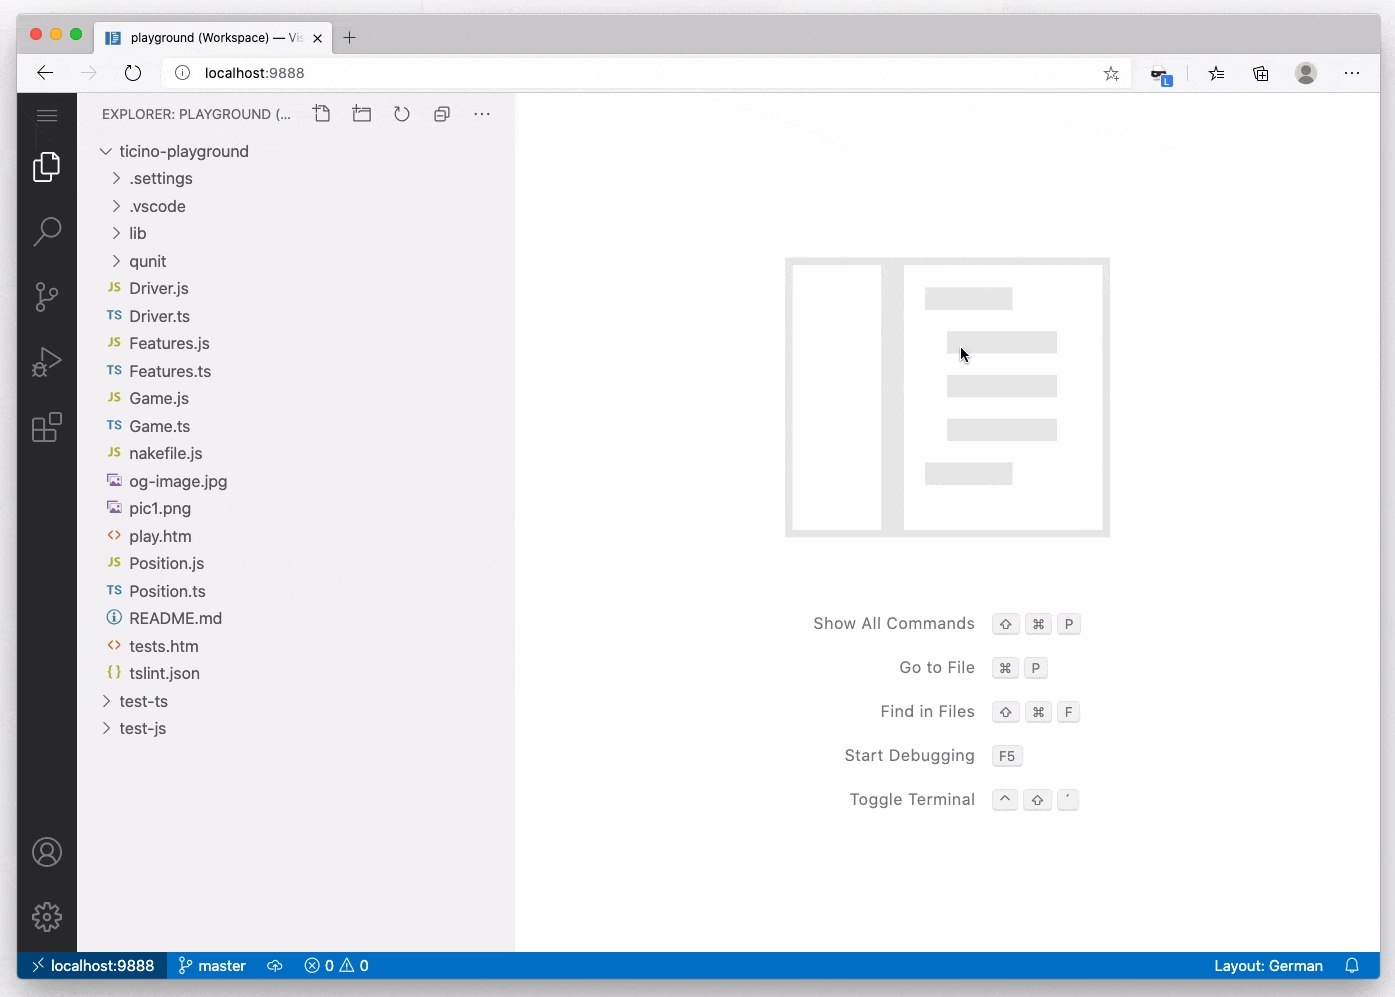 playground (Workspace) — Vis
localhost:9888
EXPLORER: PLAYGROUND (...
ticino-playground
.settings
.vscode
lib
qunit
JS Driver.js
TS Driver.ts
JS Features.js
TS Features.ts
JS Game.js
TS Game.ts
JS nakefile.js
og-image.jpg
pic1.png
<> play.htm
JS Position.js
TS Position.ts
README.md
<> tests.htm
{} tslint.json
test-ts
test-js
Show All Commands ⇧ ⌘ P
Go to File ⌘ P
Find in Files ⇧ ⌘ F
Start Debugging F5
Toggle Terminal ^ ⇧ ´
localhost:9888 master 0 0 Layout: German